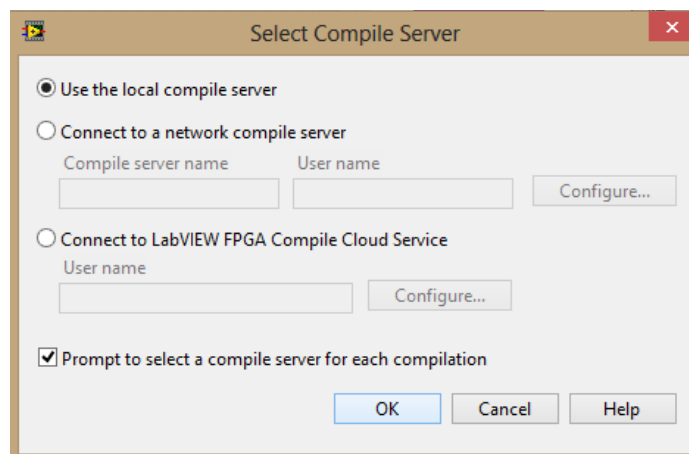 Select Compile Server
Use the local compile server
Connect to a network compile server
Compile server name User name
Configure...
Connect to LabVIEW FPGA Compile Cloud Service
User name
Configure...
Prompt to select a compile server for each compilation
OK Cancel Help